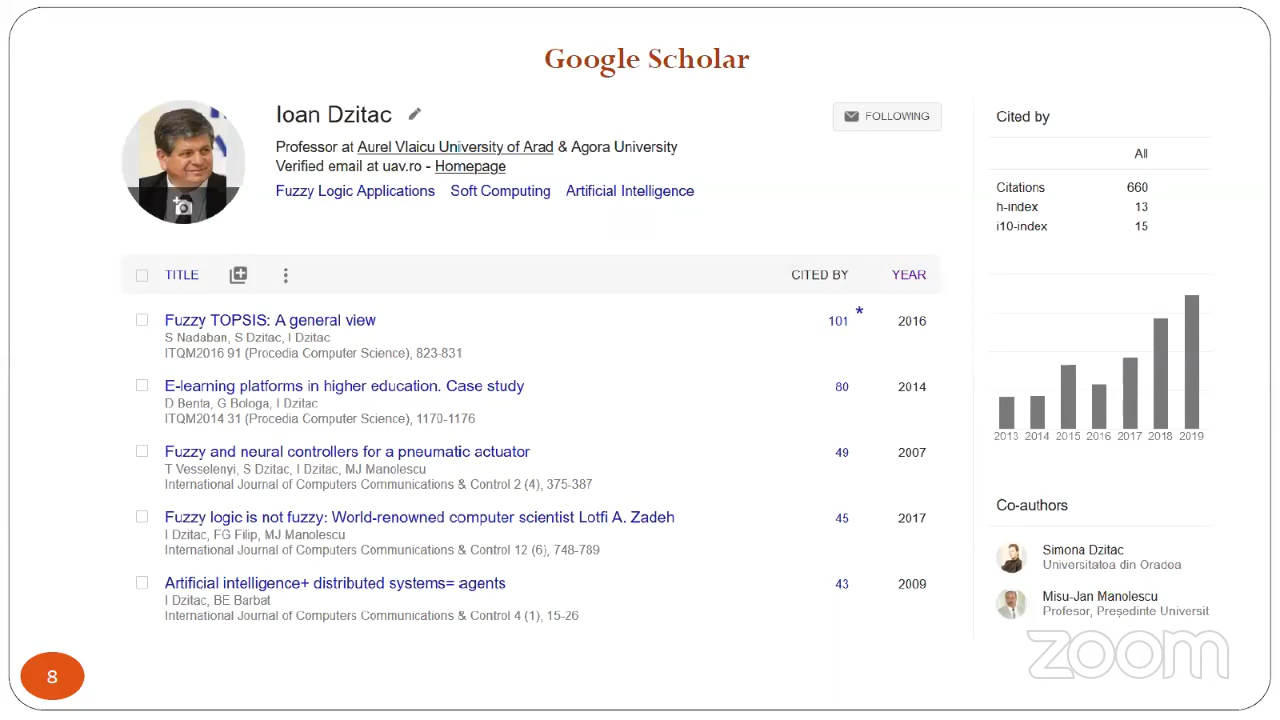 Google Scholar
Ioan Dzitac
FOLLOWING
Professor at Aurel Vlaicu University of Arad & Agora University
Verified email at uav.ro - Homepage
Fuzzy Logic Applications Soft Computing Artificial Intelligence
TITLE CITED BY YEAR
Fuzzy TOPSIS: A general view 101 * 2016
S Nadaban, S Dzitac, I Dzitac
ITQM2016 91 (Procedia Computer Science), 823-831
E-learning platforms in higher education. Case study 80 2014
D Benta, G Bologa, I Dzitac
ITQM2014 31 (Procedia Computer Science), 1170-1176
Fuzzy and neural controllers for a pneumatic actuator 49 2007
T Vesselenyi, S Dzitac, I Dzitac, MJ Manolescu
International Journal of Computers Communications & Control 2 (4), 375-387
Fuzzy logic is not fuzzy: World-renowned computer scientist Lotfi A. Zadeh 45 2017
I Dzitac, FG Filip, MJ Manolescu
International Journal of Computers Communications & Control 12 (6), 748-789
Artificial intelligence+ distributed systems= agents 43 2009
I Dzitac, BE Barbat
International Journal of Computers Communications & Control 4 (1), 15-26
Cited by
All
Citations 660
h-index 13
i10-index 15
2013 2014 2015 2016 2017 2018 2019
Co-authors
Simona Dzitac
Universitatea din Oradea
Misu-Jan Manolescu
Profesor, Președinte Universit
zoom
8